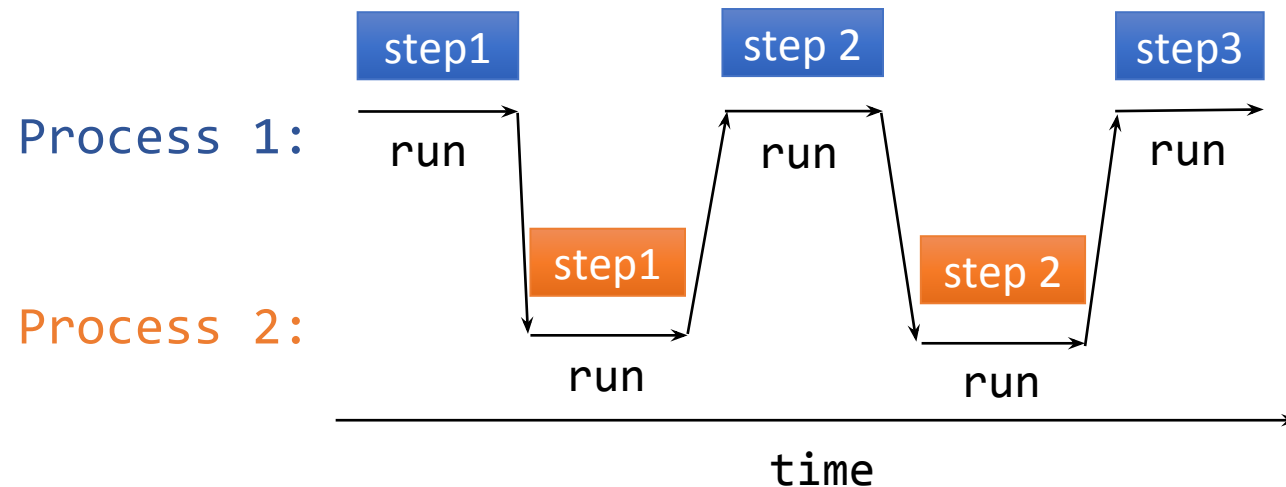 step1 step 2 step3
Process 1:
run run run
step1 step 2
Process 2:
run run
time